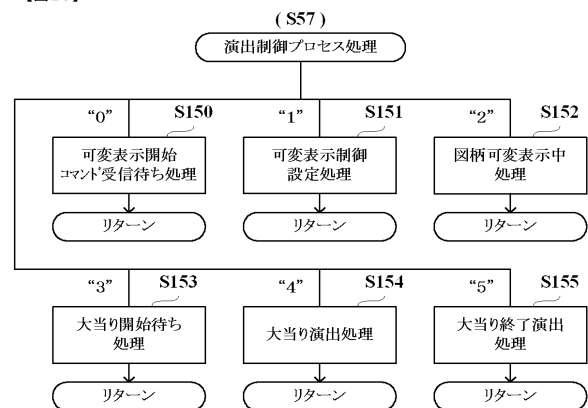 ( S57 )
演出制御プロセス処理
“0”
S150
“1”
S151
“2”
S152
可変表示開始
コマンド受信待ち処理
可変表示制御
設定処理
図柄可変表示中
処理
リターン
リターン
リターン
“3”
S153
“4”
S154
“5”
S155
大当り開始待ち
処理
大当り演出処理
大当り終了演出
処理
リターン
リターン
リターン